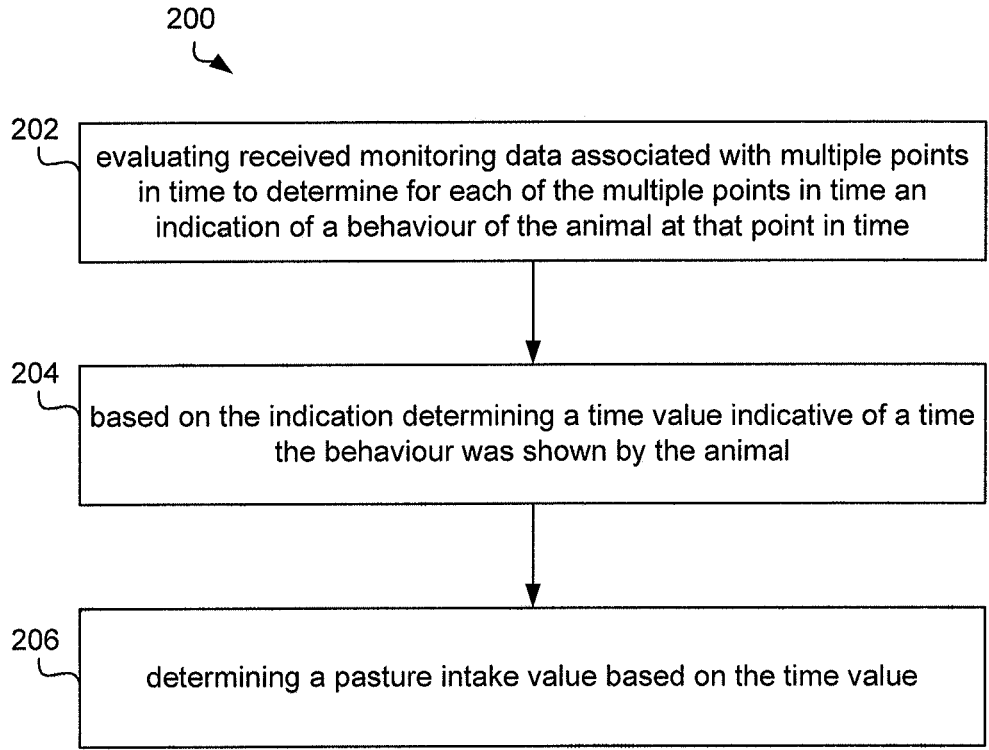 200
202
evaluating received monitoring data associated with multiple points
in time to determine for each of the multiple points in time an
indication of a behaviour of the animal at that point in time
204
based on the indication determining a time value indicative of a time
the behaviour was shown by the animal
206
determining a pasture intake value based on the time value